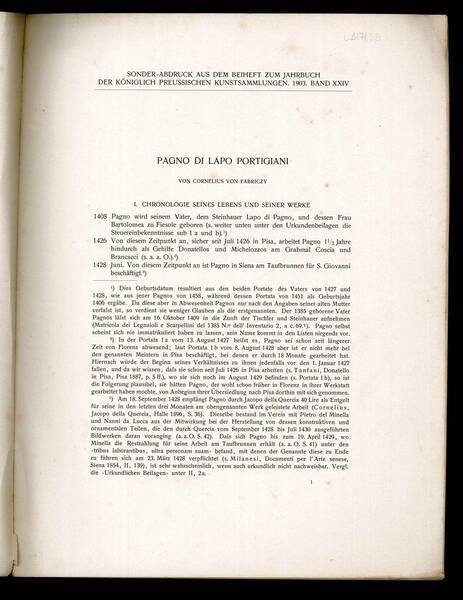 SONDER-ABDRUCK AUS DEM BEIHEFT ZUM JAHRBUCH
DER KÖNIGLICH PREUSSISCHEN KUNSTSAMMLUNGEN. 1903. BAND XXIV
PAGNO DI LAPO PORTIGIANI
VON CORNELIUS VON FABRICZY
I. CHRONOLOGIE SEINES LEBENS UND SEINER WERKE
1408 Pagno wird seinem Vater, dem Steinhauer Lapo di Pagno, und dessen Frau
Bartolomea zu Fiesole geboren (s. weiter unten unter den Urkundenbeilagen die
Steuereinbekenntnisse sub I a und b).¹)
1426 Von diesem Zeitpunkt an, sicher seit Juli 1426 in Pisa, arbeitet Pagno 1½ Jahre
hindurch als Gehilfe Donatellos und Michelozzos am Grabmal Coscia und
Brancacci (s. a. O.).²)
1428 Juni. Von diesem Zeitpunkt an ist Pagno in Siena am Taufbrunnen für S. Giovanni
beschäftigt.³)
¹) Dies Geburtsdatum resultiert aus den beiden Portate des Vaters von 1427 und
1428, wie aus jener Pagnos von 1458, während dessen Portata von 1451 als Geburtsjahr
1406 ergäbe. Da diese aber in Abwesenheit Pagnos nur nach den Angaben seiner alten Mutter
verfaßt ist, so verdient sie weniger Glauben als die erstgenannten. Der 1385 geborene Vater
Pagnos läßt sich am 16. Oktober 1409 in die Zunft der Tischler und Steinhauer aufnehmen
(Matricola dei Legnaioli e Scarpellini del 1385 N.º dell' Inventario 2, a c. 69.¹). Pagno selbst
scheint sich nie immatrikuliert haben zu lassen, sein Name kommt in den Listen nirgends vor.
²) In der Portata I a vom 13. August 1427 heißt es, Pagno sei schon seit längerer
Zeit von Florenz abwesend; laut Portata I b vom 8. August 1428 aber ist er nicht mehr bei
den genannten Meistern in Pisa beschäftigt, bei denen er durch 18 Monate gearbeitet hat.
Hiernach würde der Beginn seines Verhältnisses zu ihnen jedenfalls vor den 1. Januar 1427
fallen, und da wir wissen, daß sie schon seit Juli 1426 in Pisa arbeiten (s. Tanfani, Donatello
in Pisa, Pisa 1887, p. 5 ff.), wo sie sich noch im August 1429 befinden (s. Portata I b), so ist
die Folgerung plausibel, sie hätten Pagno, der wohl schon früher in Florenz in ihrer Werkstatt
gearbeitet haben mochte, von Anbeginn ihrer Übersiedlung nach Pisa dorthin mit sich genommen.
³) Am 18. September 1428 empfängt Pagno durch Jacopo della Quercia 40 Lire als Entgelt
für seine in den letzten drei Monaten am obengenannten Werk geleistete Arbeit (Cornelius,
Jacopo della Quercia, Halle 1896, S. 36). Dieselbe bestand im Verein mit Pietro del Minella
und Nanni da Lucca aus der Mitwirkung bei der Herstellung von dessen konstruktiven und
ornamentalen Teilen, die den durch Quercia vom September 1428 bis Juli 1430 ausgeführten
Bildwerken daran voranging (a. a. O. S. 42). Daß sich Pagno bis zum 19. April 1429, wo
Minella die Restzahlung für seine Arbeit am Taufbrunnen erhält (a. a. O. S. 41) unter den
«tribus laborantibus, ultra personam suam» befand, mit denen der Genannte diese zu Ende
zu führen sich am 23. März 1428 verpflichtet (s. Milanesi, Documenti per l'Arte senese,
Siena 1854, II, 139), ist sehr wahrscheinlich, wenn auch urkundlich nicht nachweisbar. Vergl.
die «Urkundlichen Beilagen» unter II, 2a.
1